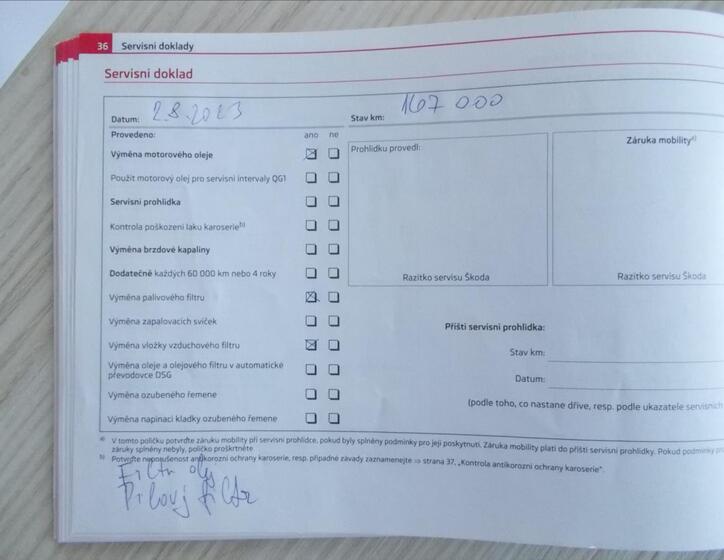 36 Servisní doklady
Servisní doklad
Datum: 2.8.2023 Stav km: 167 000
Provedeno: ano ne
Výměna motorového oleje
Použit motorový olej pro servisní intervaly QG1
Servisní prohlídka
Kontrola poškození laku karoserie b)
Výměna brzdové kapaliny
Dodatečně každých 60 000 km nebo 4 roky
Výměna palivového filtru
Výměna zapalovacích svíček
Výměna vložky vzduchového filtru
Výměna oleje a olejového filtru v automatické
převodovce DSG
Výměna ozubeného řemene
Výměna napínací kladky ozubeného řemene
Prohlídku provedl:
Razítko servisu Škoda
Záruka mobility a)
Razítko servisu Škoda
Příští servisní prohlídka:
Stav km:
Datum:
(podle toho, co nastane dříve, resp. podle ukazatele servisních
a) V tomto políčku potvrďte záruku mobility při servisní prohlídce, pokud byly splněny podmínky pro její poskytnutí. Záruka mobility platí do příští servisní prohlídky. Pokud podmínky
záruky splněny nebyly, políčko proškrtněte.
b) Potvrďte neporušenost antikorozní ochrany karoserie, resp. případné závady zaznamenejte ⇒ strana 37, „Kontrola antikorozní ochrany karoserie".
Filtr olej
Pilový filtr